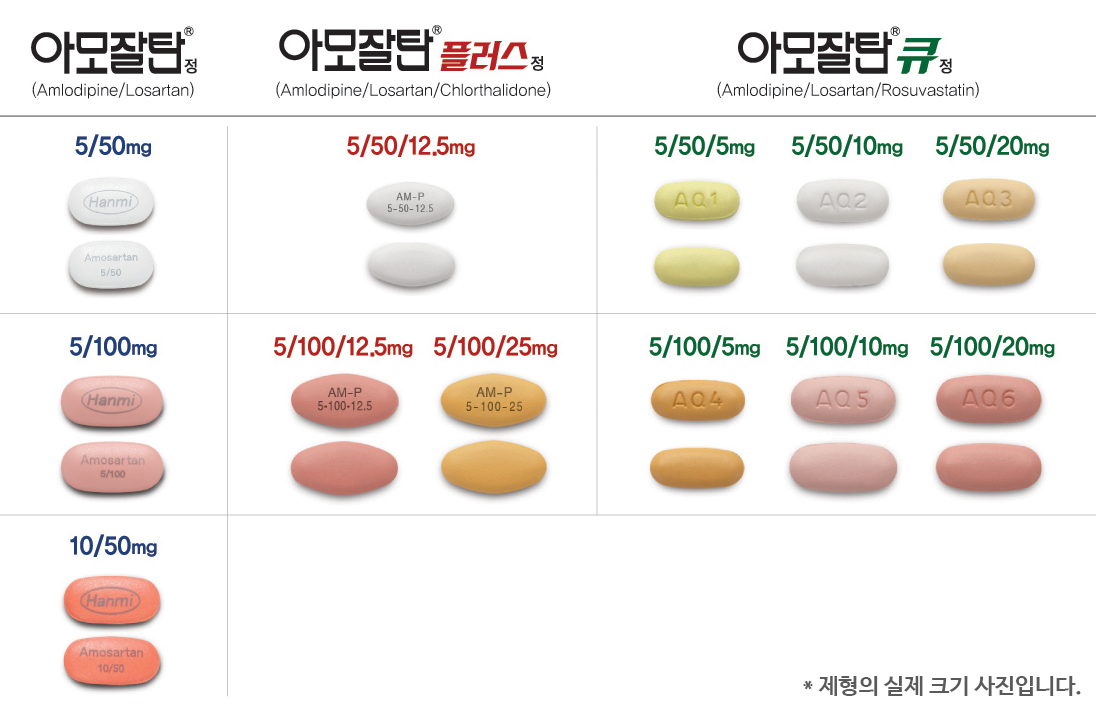 아모잘탄®정
(Amlodipine/Losartan)
아모잘탄®플러스정
(Amlodipine/Losartan/Chlorthalidone)
아모잘탄®큐정
(Amlodipine/Losartan/Rosuvastatin)
5/50mg
Hanmi
Amosartan
5/50
5/50/12.5mg
AM-P
5-50-12.5
5/50/5mg
5/50/10mg
5/50/20mg
AQ1
AQ2
AQ3
5/100mg
Hanmi
Amosartan
5/100
5/100/12.5mg
5/100/25mg
AM-P
5-100-12.5
AM-P
5-100-25
5/100/5mg
5/100/10mg
5/100/20mg
AQ4
AQ5
AQ6
10/50mg
Hanmi
Amosartan
10/50
* 제형의 실제 크기 사진입니다.